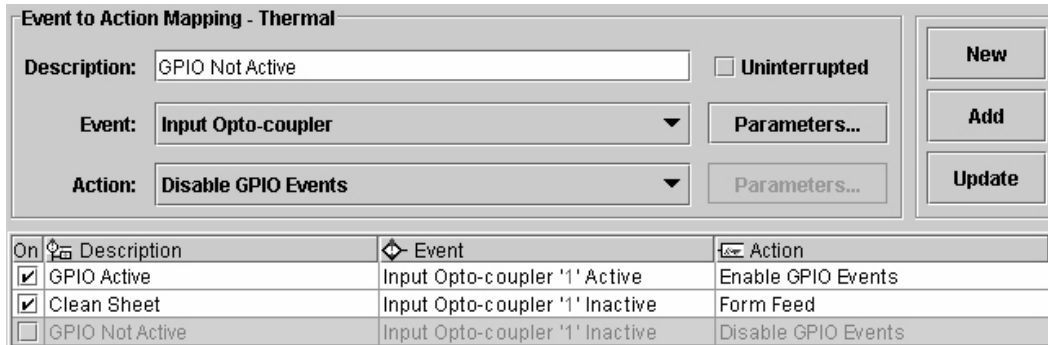 Event to Action Mapping - Thermal
Description: GPIO Not Active Uninterrupted
Event: Input Opto-coupler Parameters...
Action: Disable GPIO Events Parameters...
New
Add
Update
On Description Event Action
GPIO Active Input Opto-coupler '1' Active Enable GPIO Events
Clean Sheet Input Opto-coupler '1' Inactive Form Feed
GPIO Not Active Input Opto-coupler '1' Inactive Disable GPIO Events